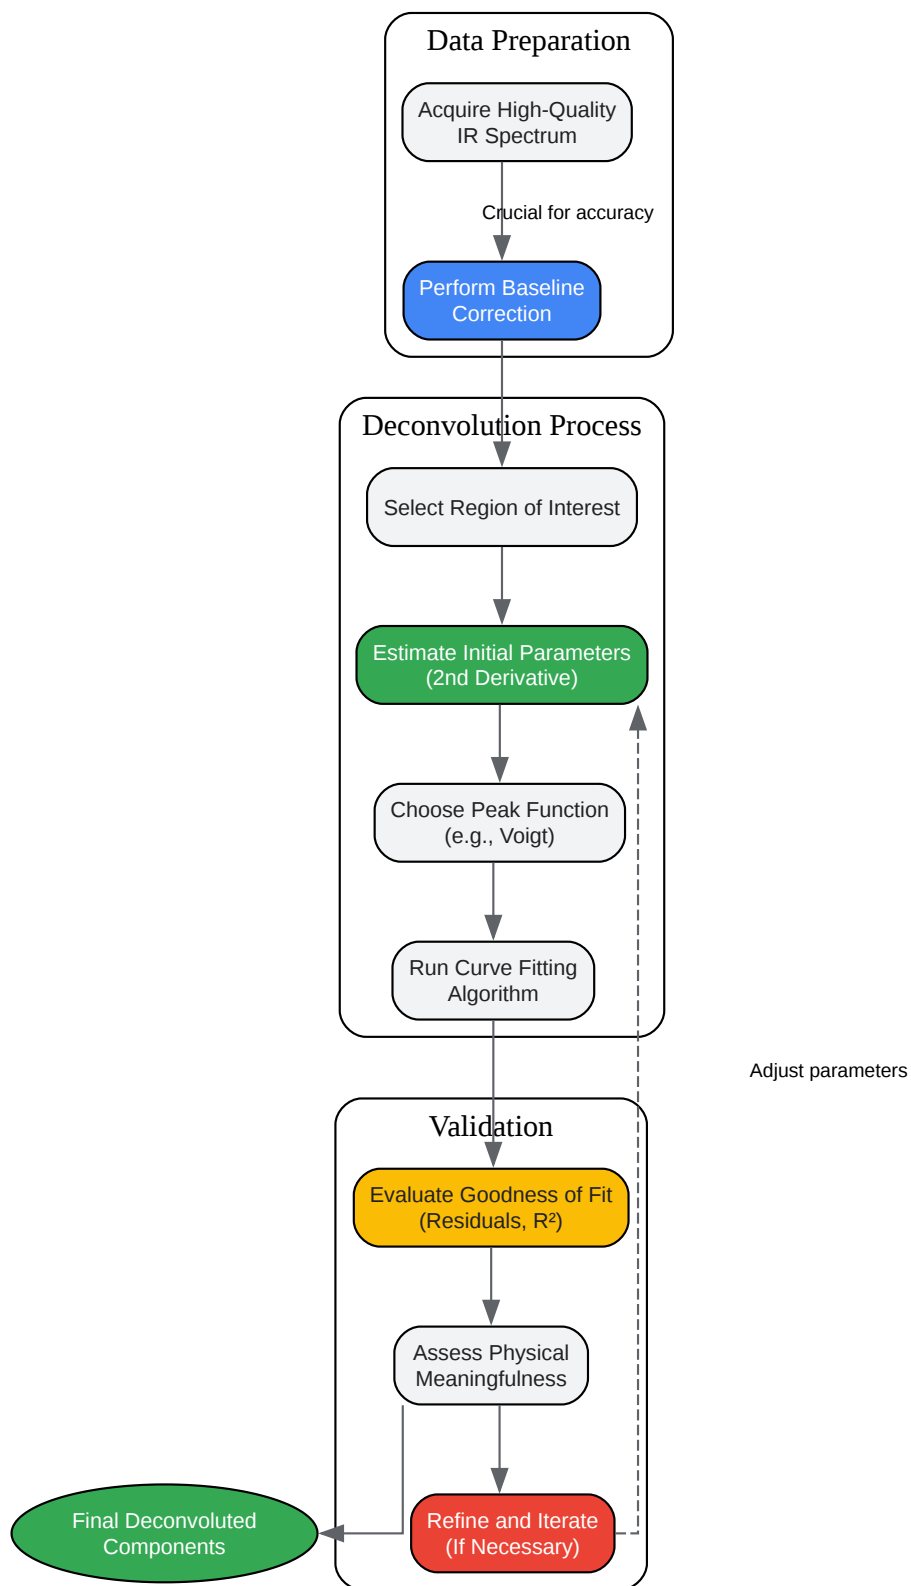 Data Preparation
Acquire High-Quality
IR Spectrum
Crucial for accuracy
Perform Baseline
Correction
Deconvolution Process
Select Region of Interest
Estimate Initial Parameters
(2nd Derivative)
Choose Peak Function
(e.g., Voigt)
Run Curve Fitting
Algorithm
Adjust parameters
Validation
Evaluate Goodness of Fit
(Residuals, R²)
Assess Physical
Meaningfulness
Final Deconvoluted
Components
Refine and Iterate
(If Necessary)